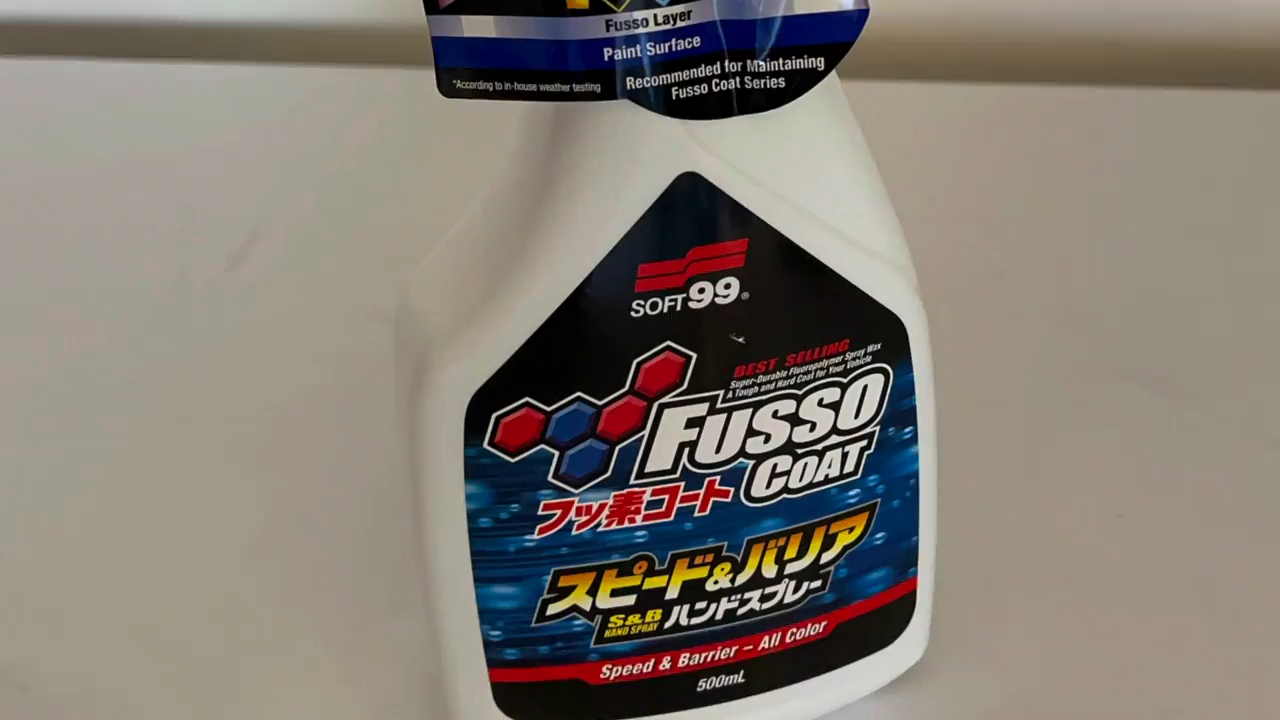 Fusso Layer
Paint Surface
*According to in-house weather testing
Recommended for Maintaining
Fusso Coat Series
SOFT99®
BEST SELLING
Super-Durable Fluoropolymer Spray Wax
A Tough and Hard Coat for Your Vehicle
FUSSO
COAT
フッ素コート
スピード&バリア
S&B
HAND SPRAY
ハンドスプレー
Speed & Barrier – All Color
500mL